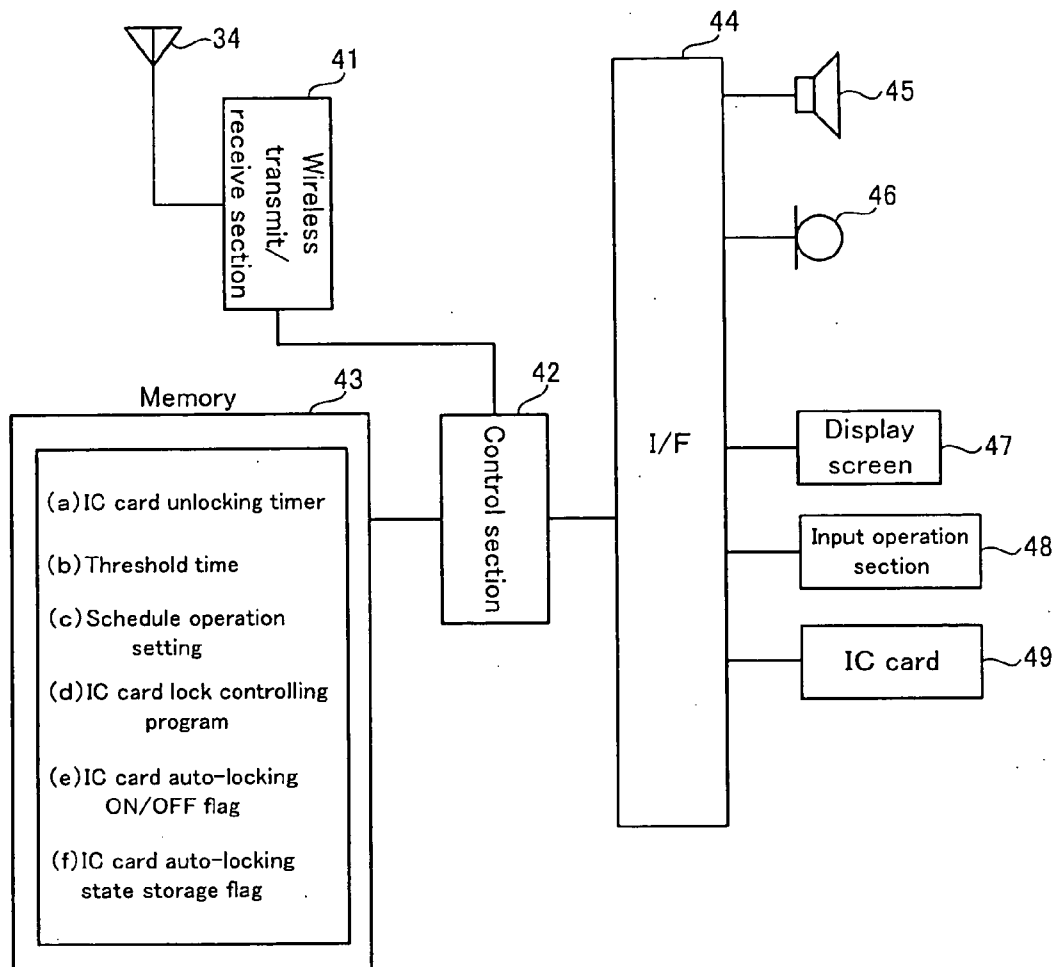 34
41
Wireless
transmit/
receive section
44
45
46
Memory
43
42
Control section
I/F
Display
screen
47
Input operation
section
48
IC card
49
(a)IC card unlocking timer
(b)Threshold time
(c)Schedule operation
setting
(d)IC card lock controlling
program
(e)IC card auto-locking
ON/OFF flag
(f)IC card auto-locking
state storage flag